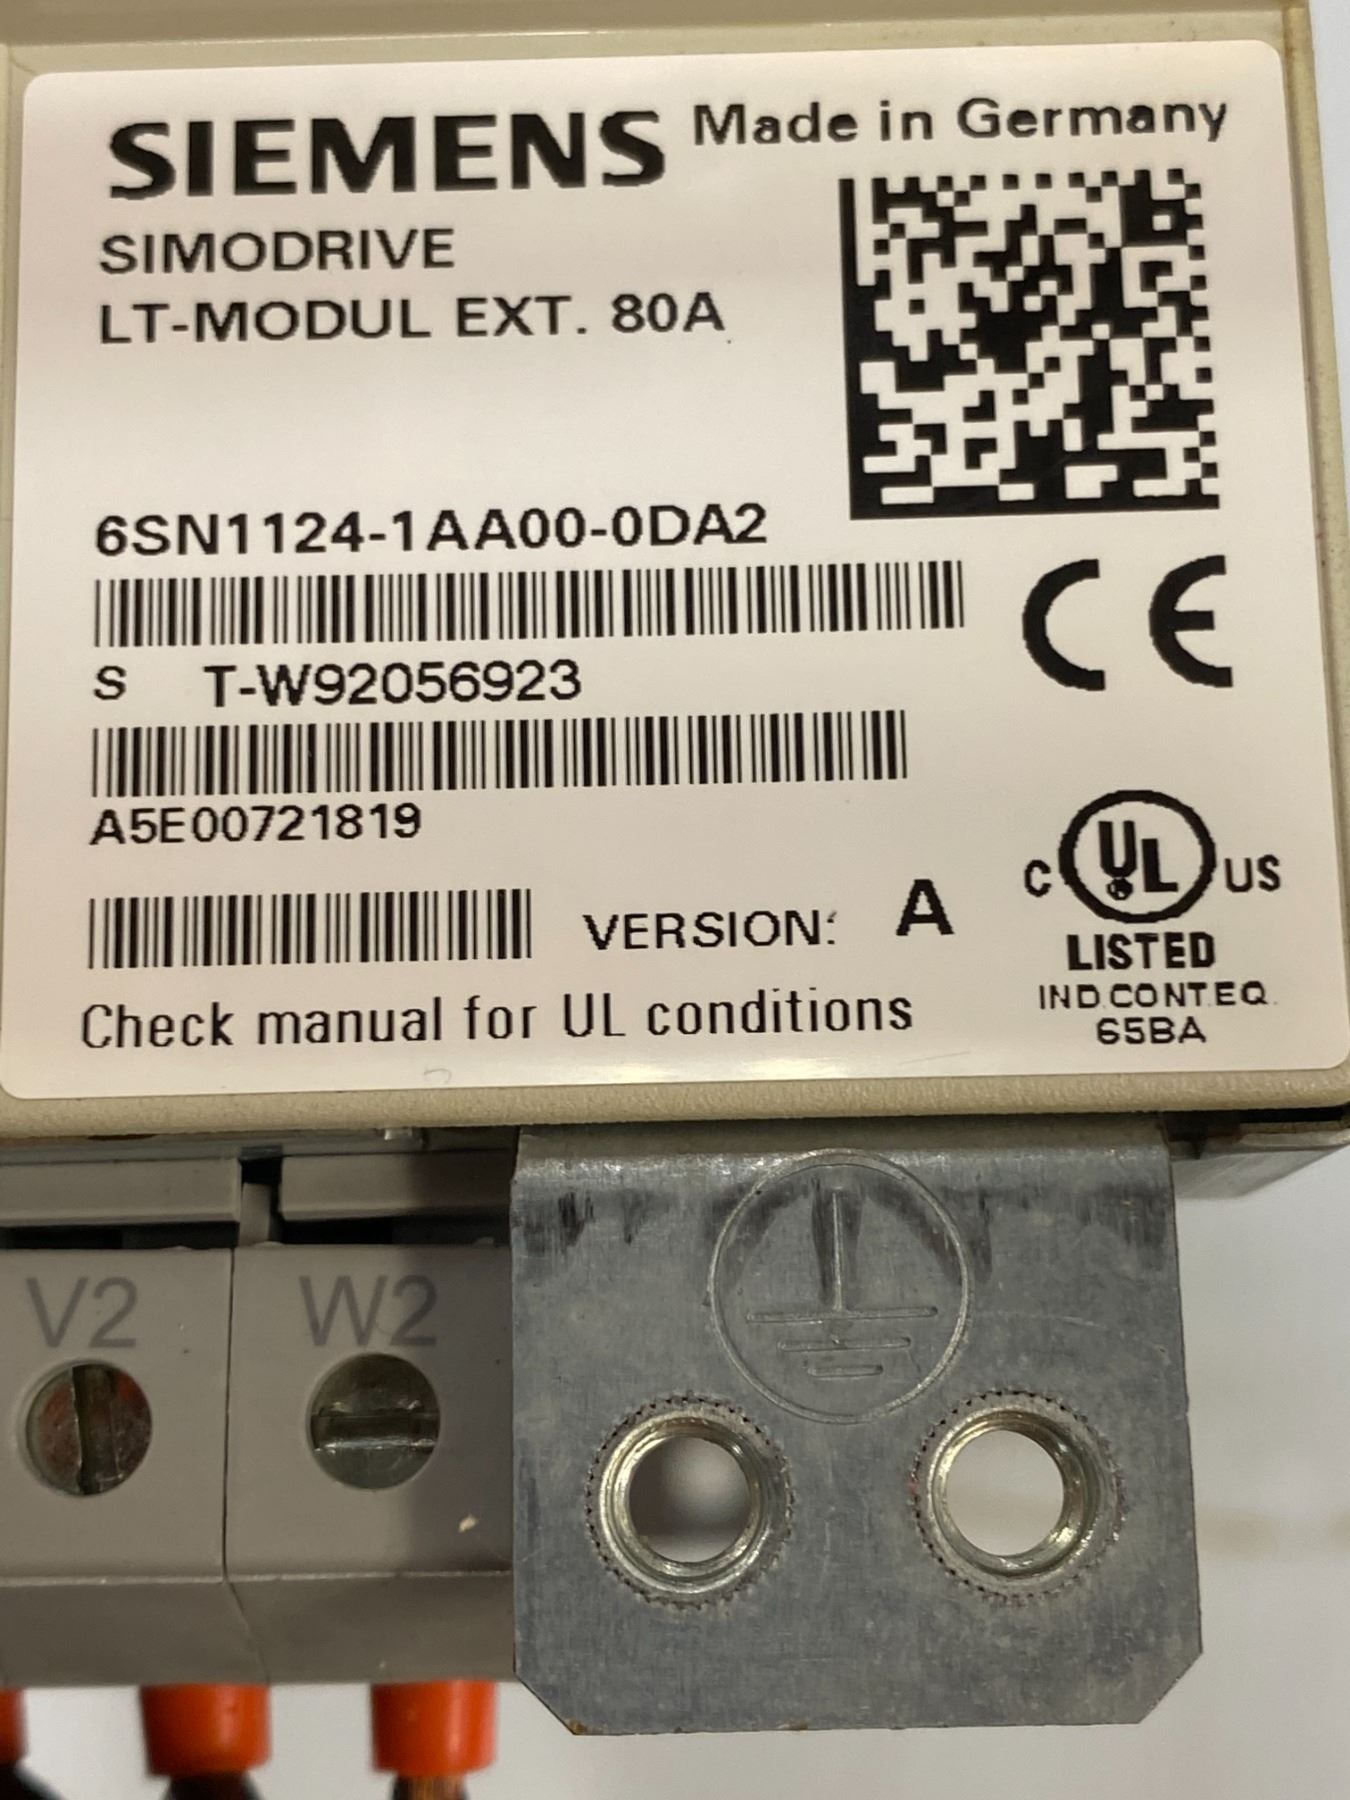 SIEMENS Made in Germany
SIMODRIVE
LT-MODUL EXT. 80A
6SN1124-1AA00-0DA2
CE
S T-W92056923
A5E00721819
VERSION: A
C UL US
LISTED
IND.CONT.EQ.
65BA
Check manual for UL conditions
V2 W2